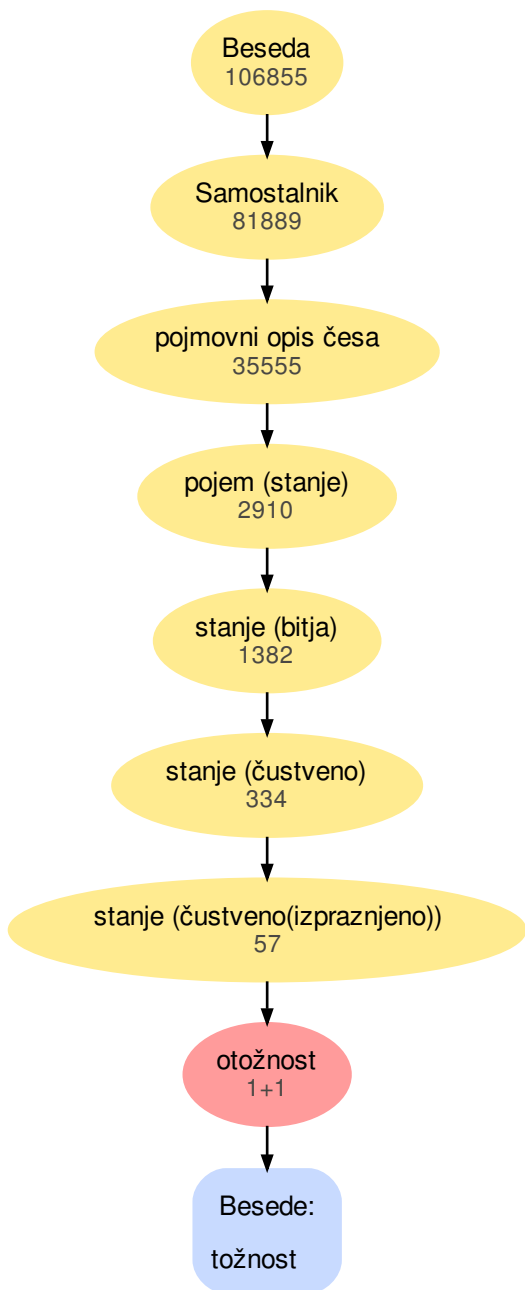 Beseda
106855
Samostalnik
81889
pojmovni opis česa
35555
pojem (stanje)
2910
stanje (bitja)
1382
stanje (čustveno)
334
stanje (čustveno(izpraznjeno))
57
otožnost
1+1
Besede:
tožnost